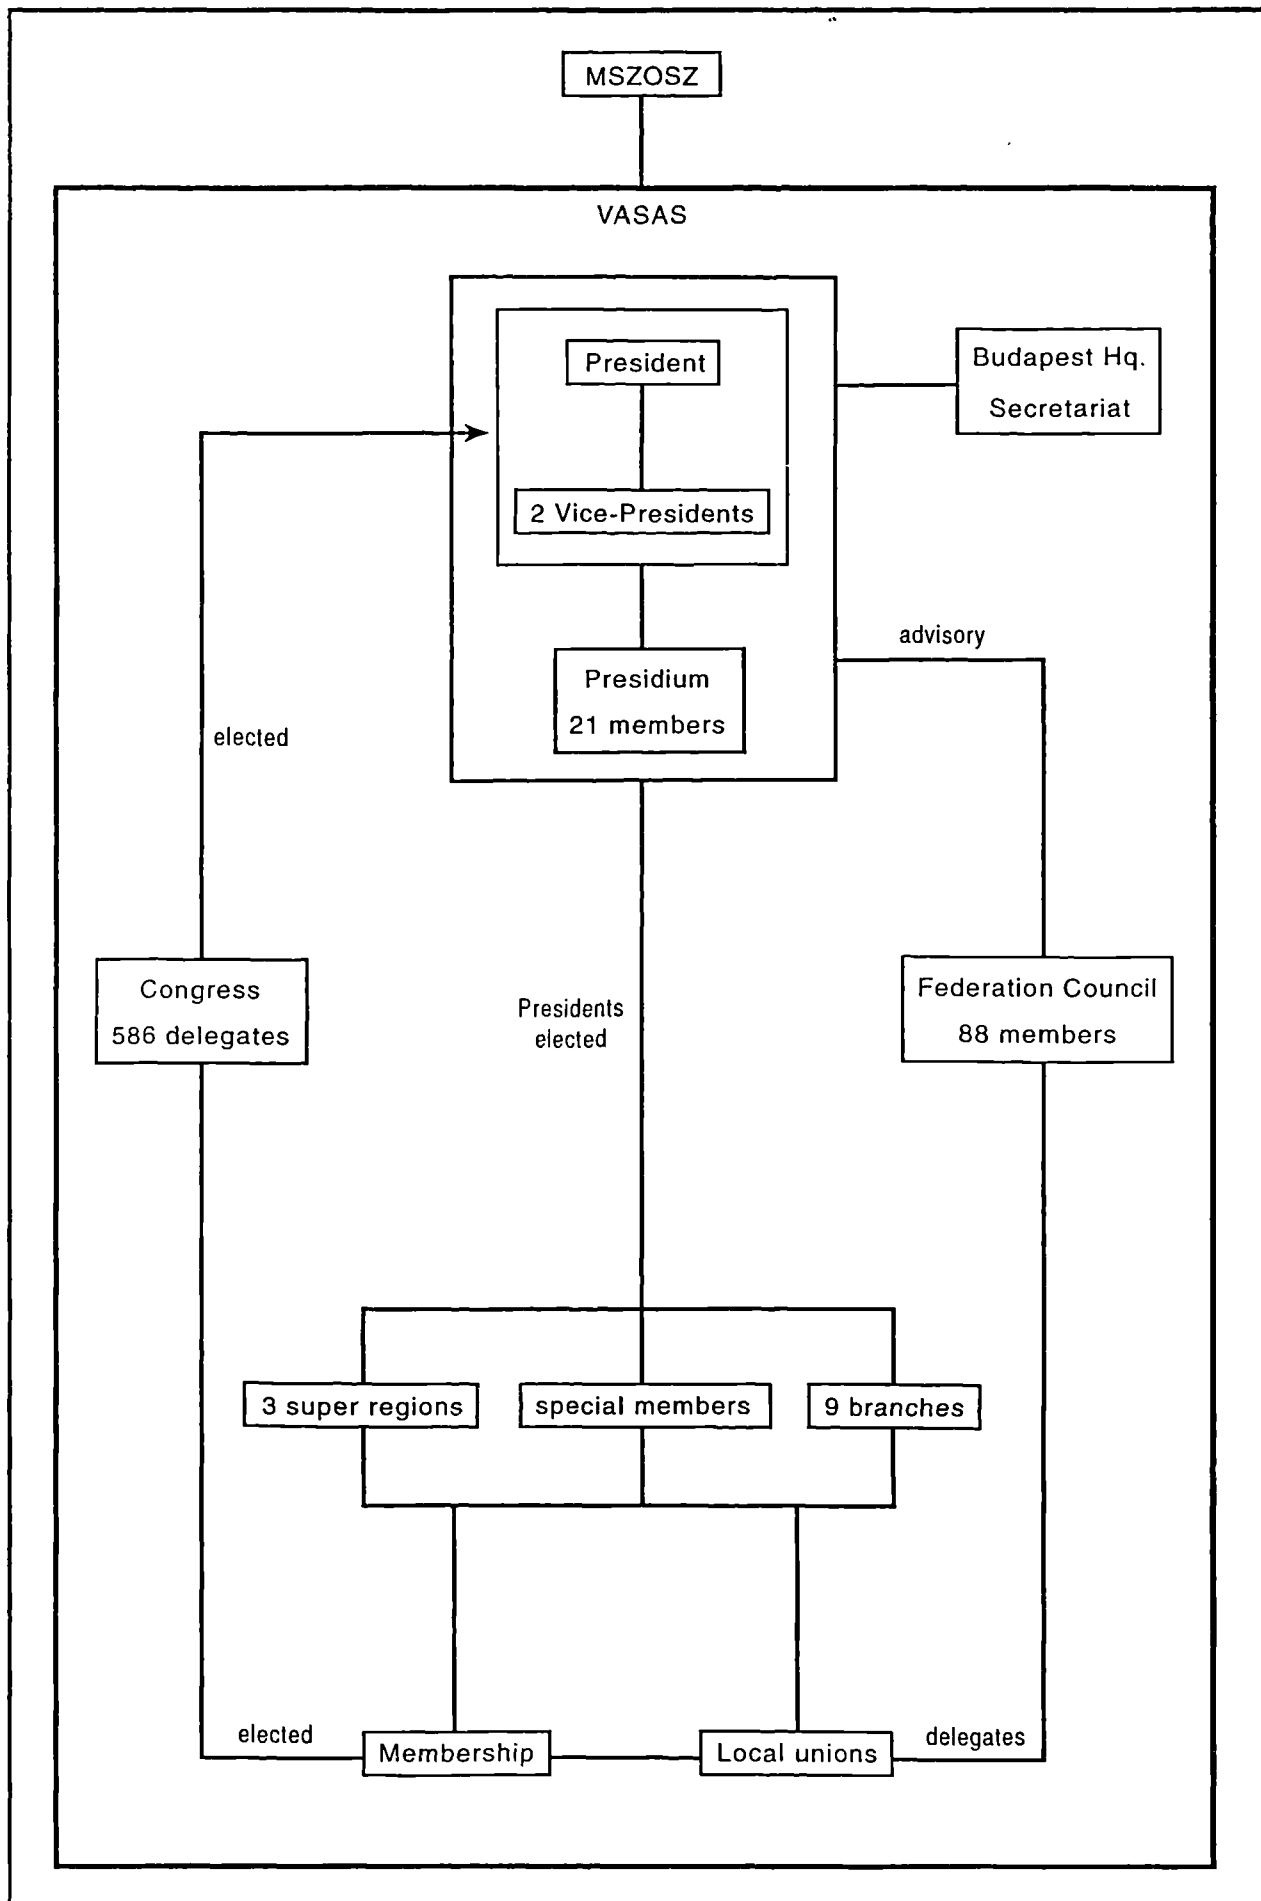 MSZOSZ
VASAS
President
2 Vice-Presidents
Budapest Hq.
Secretariat
advisory
Presidium
21 members
elected
Congress
586 delegates
Presidents
elected
Federation Council
88 members
3 super regions
special members
9 branches
elected
Membership
Local unions
delegates